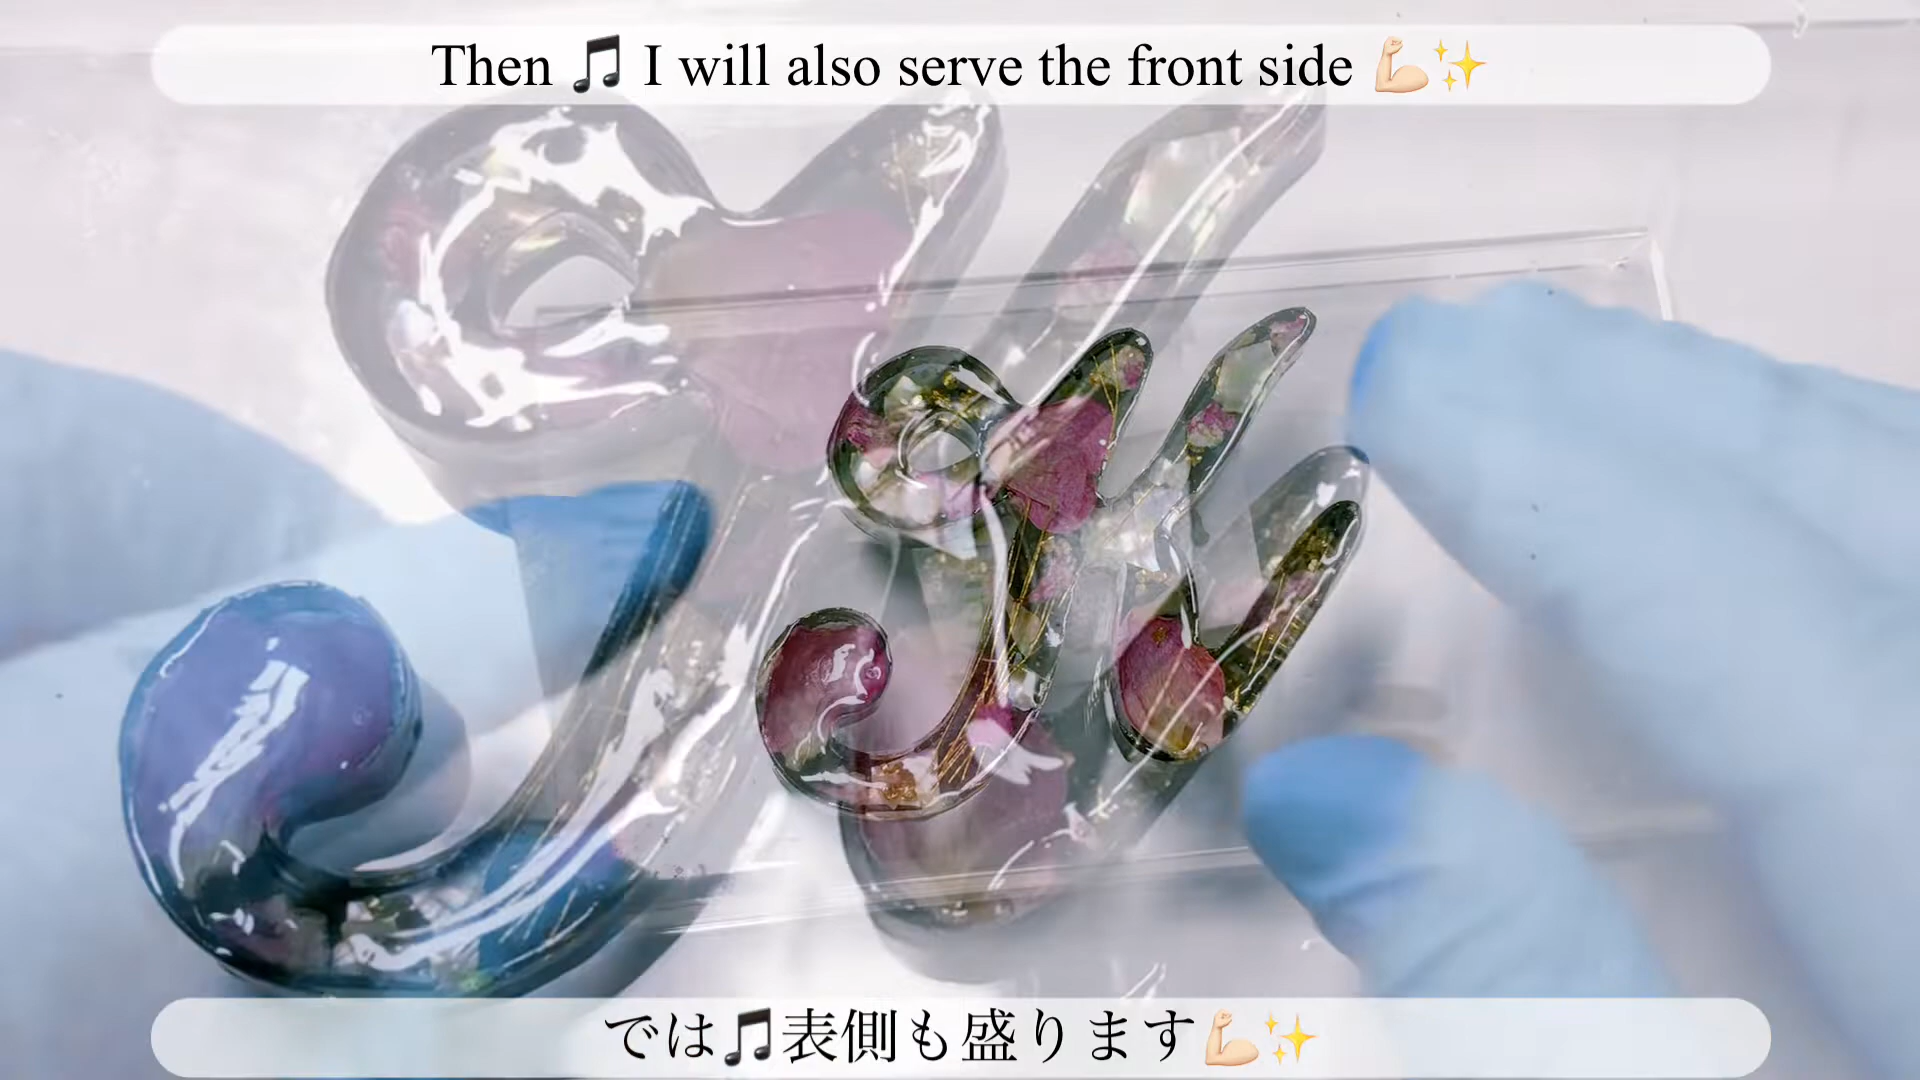 Then 🎵 I will also serve the front side 💪🏻✨
では🎵表側も盛ります💪🏻✨